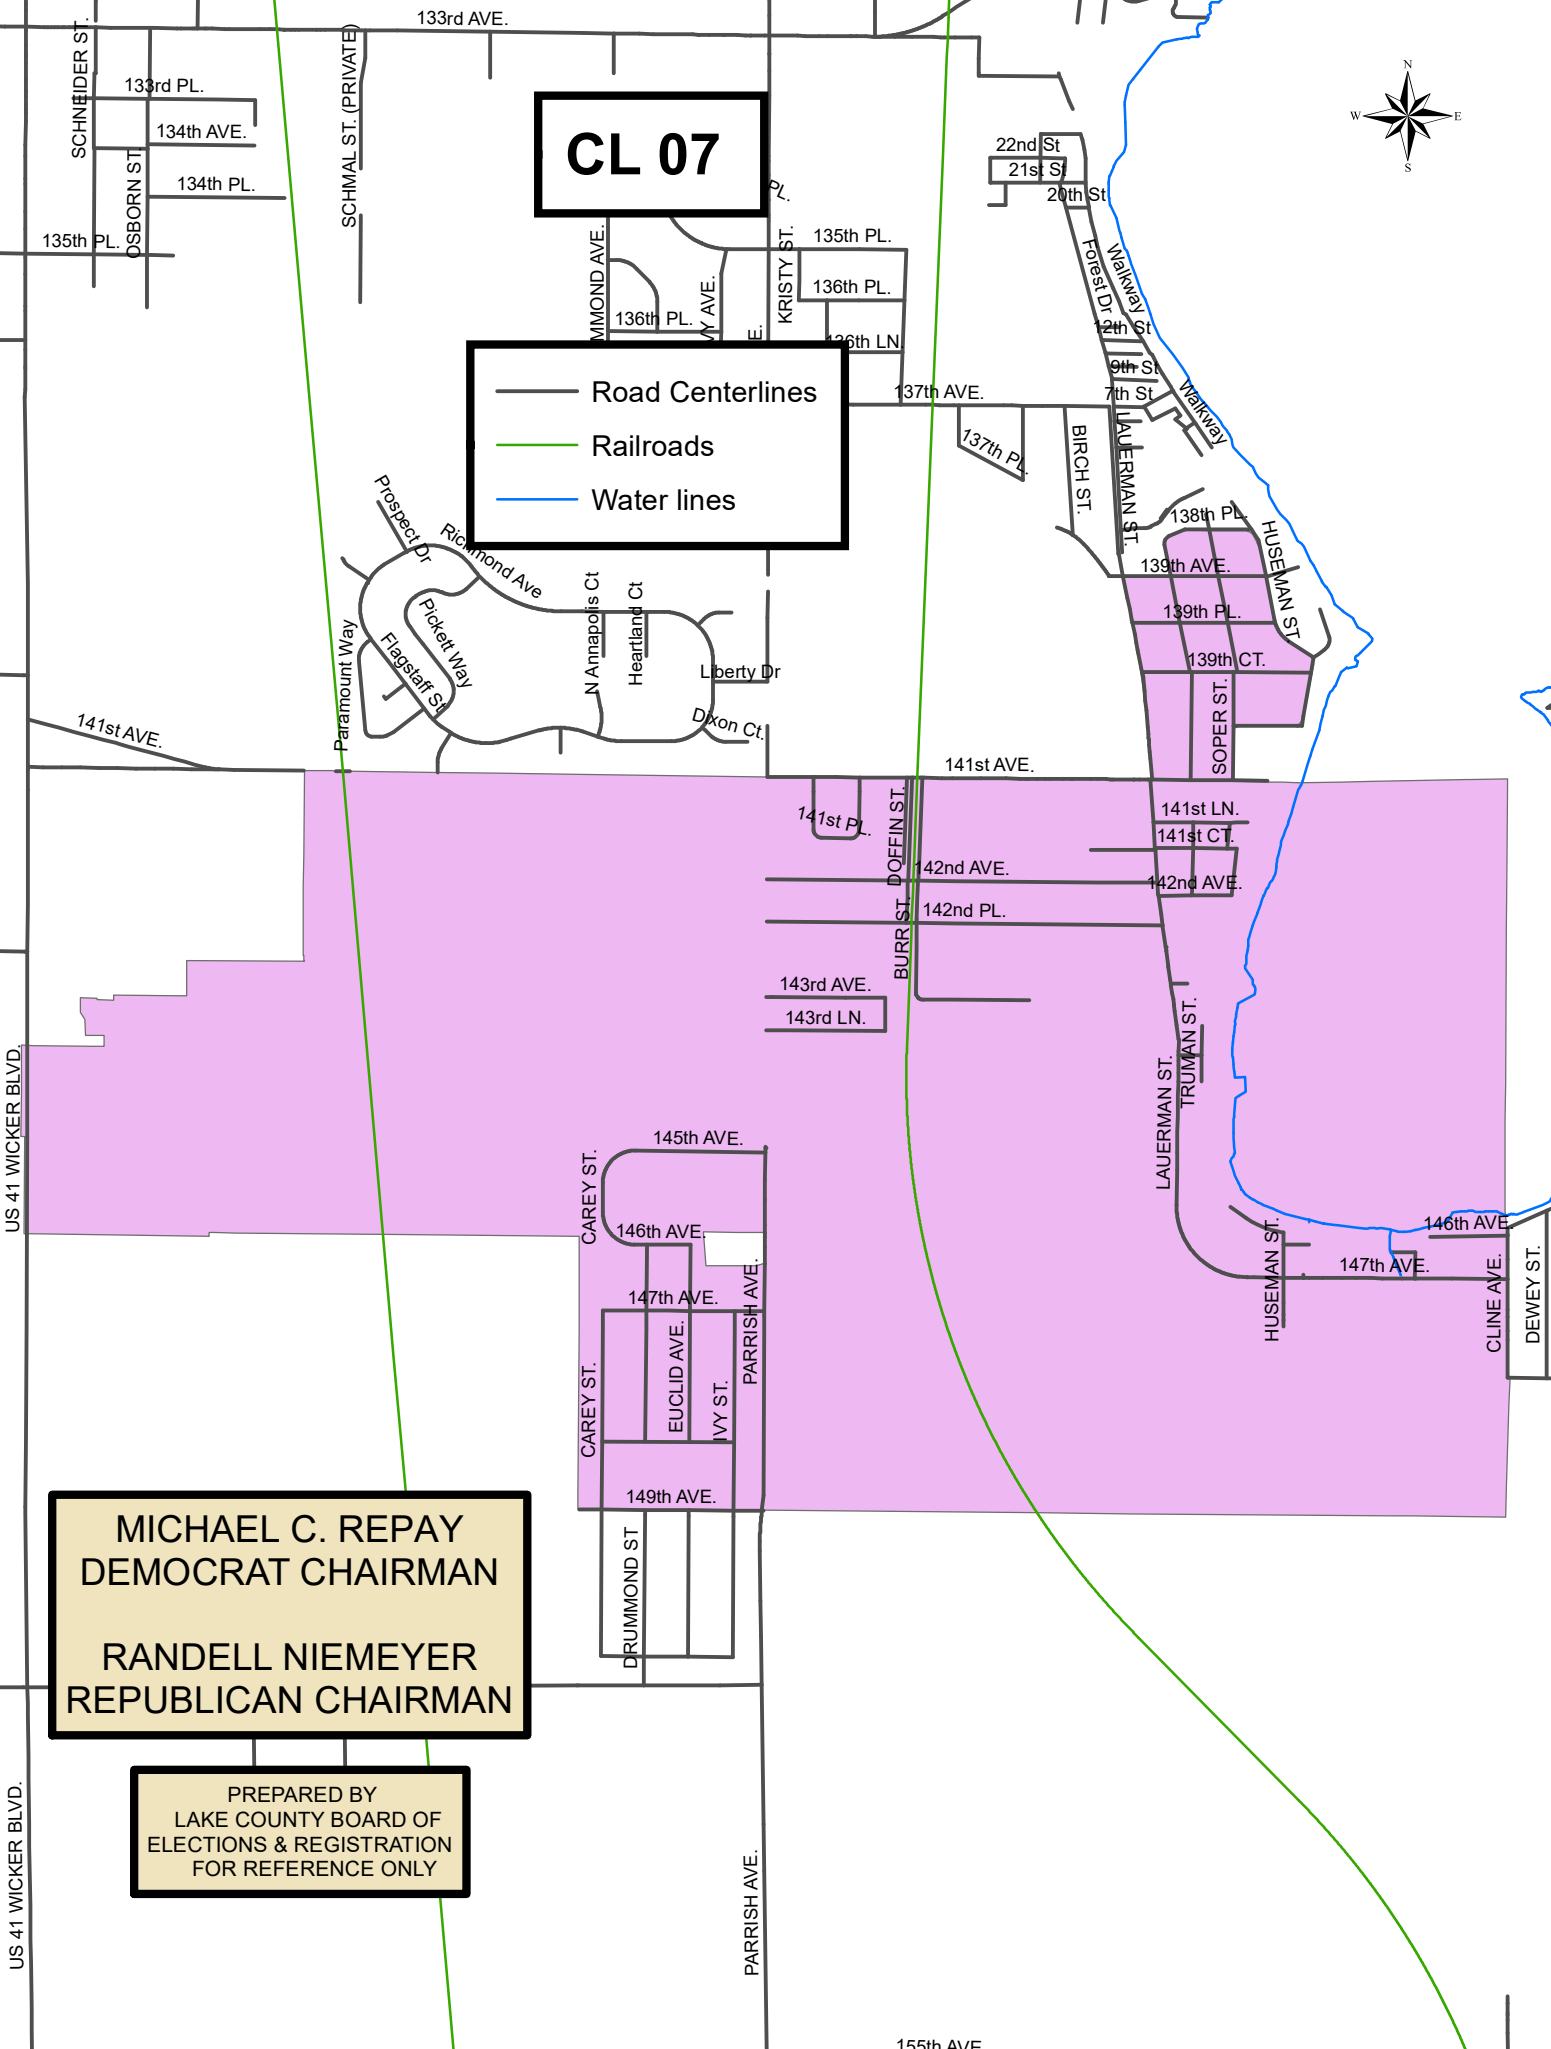 133rd AVE.
SCHNEIDER ST.
133rd PL.
134th AVE.
OSBORN ST.
134th PL.
135th PL.
SCHMAL ST. (PRIVATE)
CL 07
PL.
N
W
E
S
22nd St
21st St
20th St
Forest Dr
Walkway
12th St
9th St
7th St
Walkway
MMOND AVE.
136th PL.
VY AVE.
E.
KRISTY ST.
135th PL.
136th PL.
136th LN.
137th AVE.
137th PL.
BIRCH ST.
LAUERMAN ST.
Road Centerlines
Railroads
Water lines
138th PL.
HUSEMAN ST
139th AVE.
139th PL.
139th CT.
SOPER ST.
Prospect Dr
Richmond Ave
Pickett Way
Flagstaff St
Paramount Way
N Annapolis Ct
Heartland Ct
Liberty Dr
Dixon Ct.
141st AVE.
141st AVE.
141st PL.
DOFFIN ST.
141st LN.
141st CT.
142nd AVE.
142nd AVE.
142nd PL.
BURR ST.
143rd AVE.
143rd LN.
TRUMAN ST.
LAUERMAN ST.
US 41 WICKER BLVD.
145th AVE.
CAREY ST.
146th AVE.
147th AVE.
PARRISH AVE.
EUCLID AVE.
IVY ST.
CAREY ST.
149th AVE.
DRUMMOND ST
HUSEMAN ST.
146th AVE.
147th AVE.
CLINE AVE.
DEWEY ST.
MICHAEL C. REPAY
DEMOCRAT CHAIRMAN
RANDELL NIEMEYER
REPUBLICAN CHAIRMAN
PREPARED BY
LAKE COUNTY BOARD OF
ELECTIONS & REGISTRATION
FOR REFERENCE ONLY
US 41 WICKER BLVD.
PARRISH AVE.
155th AVE.